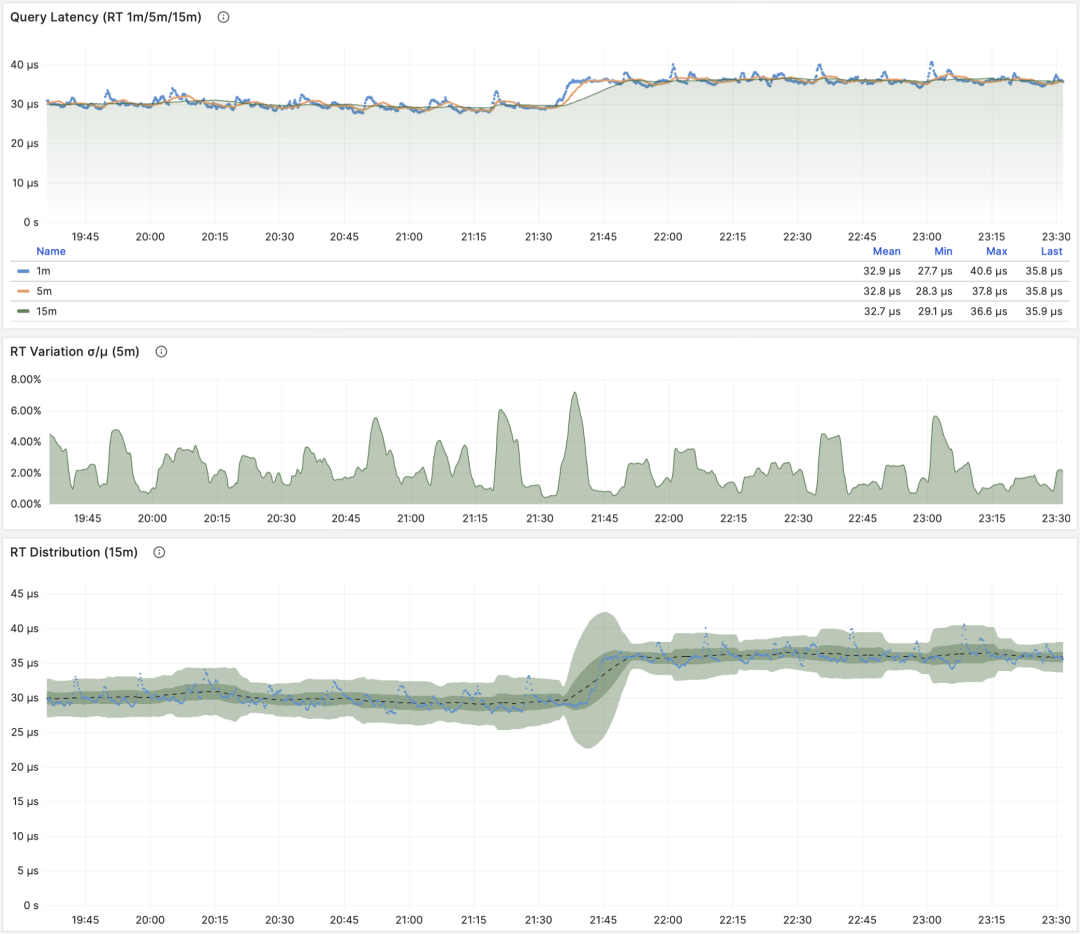 Query Latency (RT 1m/5m/15m)
40 µs
30 µs
20 µs
10 µs
0 s
19:45 20:00 20:15 20:30 20:45 21:00 21:15 21:30 21:45 22:00 22:15 22:30 22:45 23:00 23:15 23:30
Name Mean Min Max Last
1m 32.9 µs 27.7 µs 40.6 µs 35.8 µs
5m 32.8 µs 28.3 µs 37.8 µs 35.8 µs
15m 32.7 µs 29.1 µs 36.6 µs 35.9 µs
RT Variation σ/μ (5m)
8.00%
6.00%
4.00%
2.00%
0.00%
19:45 20:00 20:15 20:30 20:45 21:00 21:15 21:30 21:45 22:00 22:15 22:30 22:45 23:00 23:15 23:30
RT Distribution (15m)
45 µs
40 µs
35 µs
30 µs
25 µs
20 µs
15 µs
10 µs
5 µs
0 s
19:45 20:00 20:15 20:30 20:45 21:00 21:15 21:30 21:45 22:00 22:15 22:30 22:45 23:00 23:15 23:30